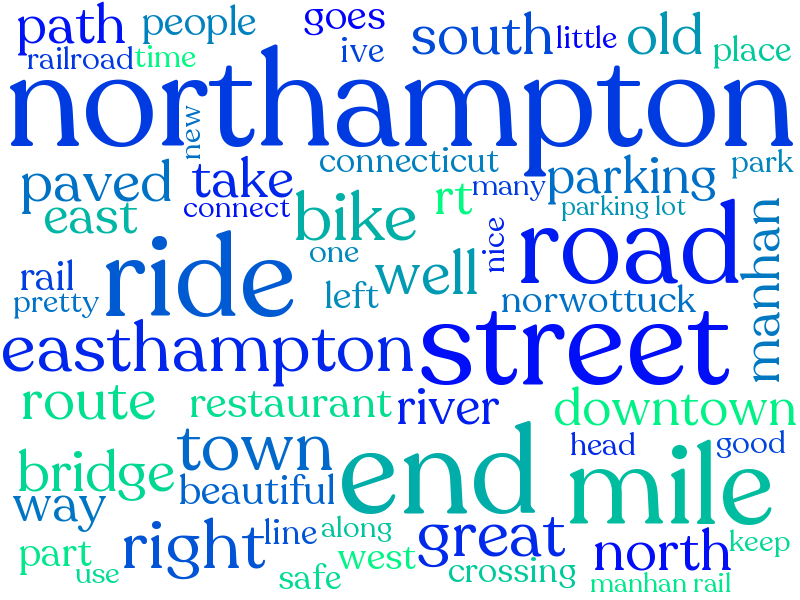 path people goes south little old place
railroad time ive
northampton
new connecticut park
paved take rt many parking
east connect bike parking lot
rail ride one well nice road manhan
pretty left norwottuck
easthampton street
route restaurant river downtown
bridge town end head good
way beautiful mile
part right line along great north keep
use safe west crossing manhan rail